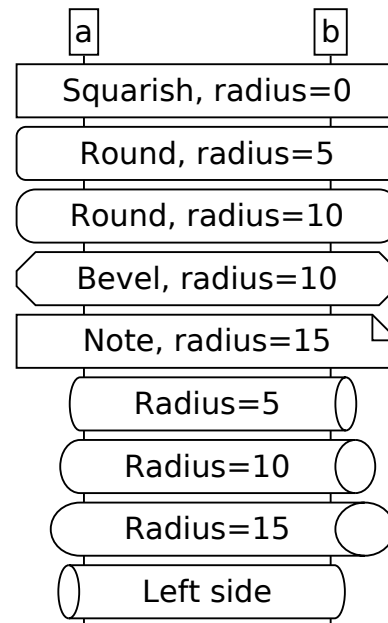 a b
Squarish, radius=0
Round, radius=5
Round, radius=10
Bevel, radius=10
Note, radius=15
Radius=5
Radius=10
Radius=15
Left side